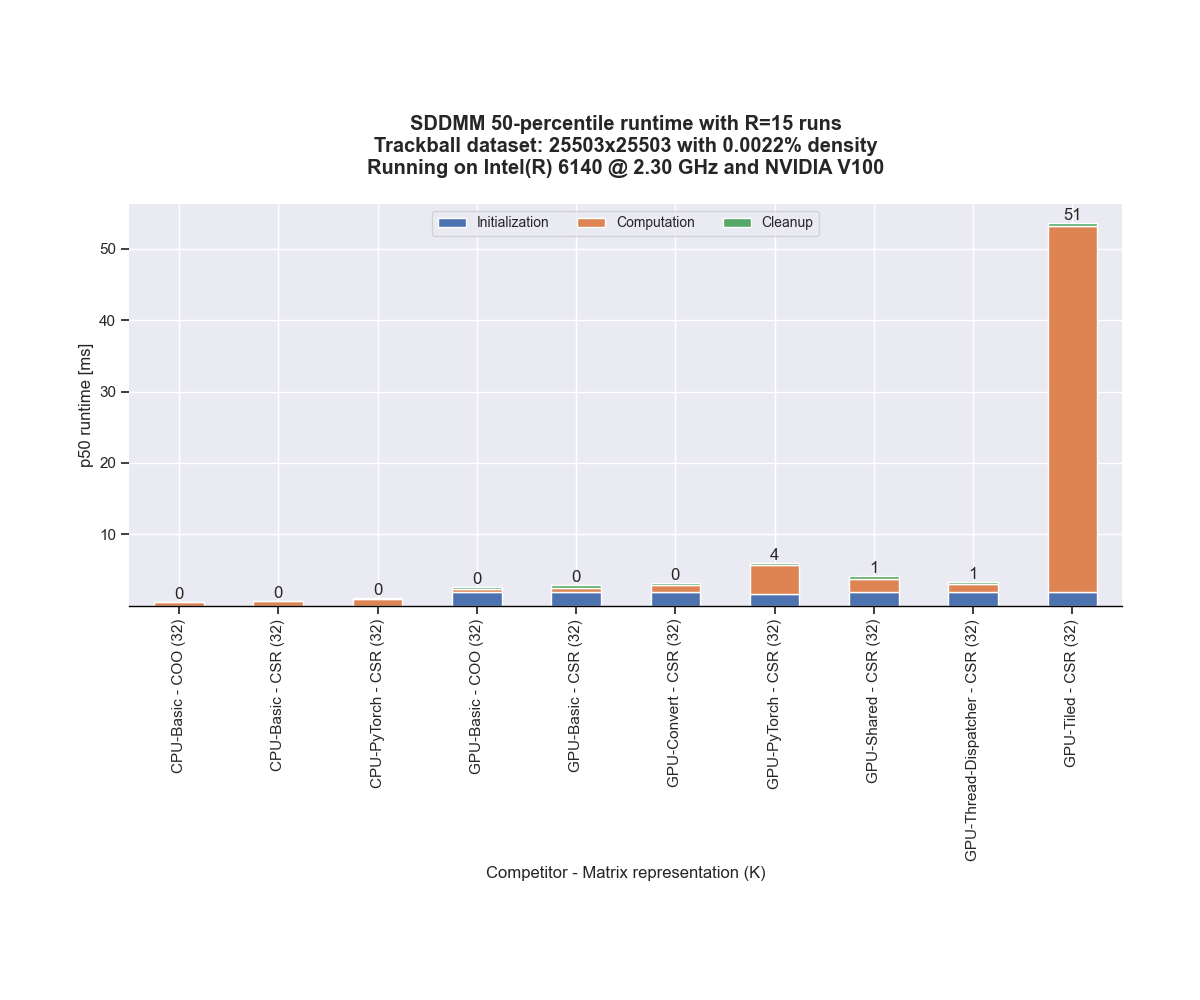 SDDMM 50-percentile runtime with R=15 runs
Trackball dataset: 25503x25503 with 0.0022% density
Running on Intel(R) 6140 @ 2.30 GHz and NVIDIA V100
Initialization
Computation
Cleanup
p50 runtime [ms]
50
40
30
20
10
0
0
0
0
0
0
4
1
1
51
CPU-Basic - COO (32)
CPU-Basic - CSR (32)
CPU-PyTorch - CSR (32)
GPU-Basic - COO (32)
GPU-Basic - CSR (32)
GPU-Convert - CSR (32)
GPU-PyTorch - CSR (32)
GPU-Shared - CSR (32)
GPU-Thread-Dispatcher - CSR (32)
GPU-Tiled - CSR (32)
Competitor - Matrix representation (K)